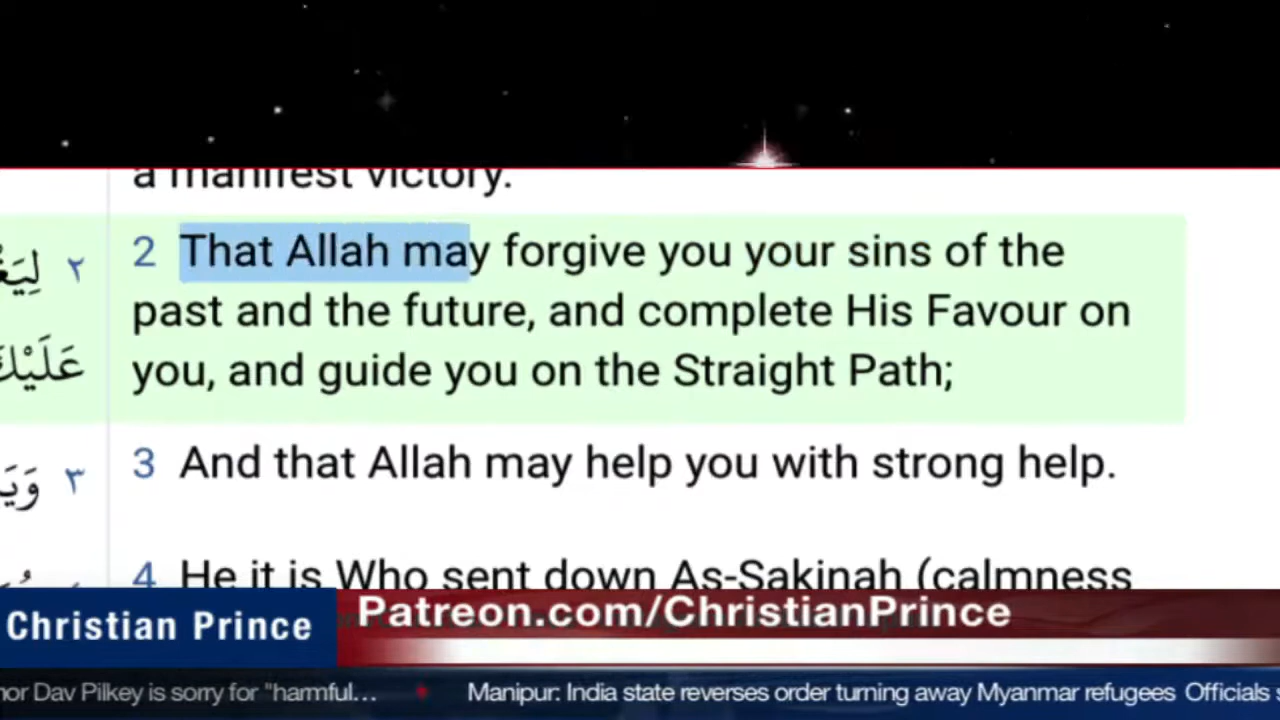 a manifest victory.
٢ 
2 That Allah may forgive you your sins of the
past and the future, and complete His Favour on
عَلَيْكَ
you, and guide you on the Straight Path;
٣
3 And that Allah may help you with strong help.
4 He it is Who sent down As-Sakinah (calmness
Christian Prince
Patreon.com/ChristianPrince
Dav Pilkey is sorry for "harmful... Manipur: India state reverses order turning away Myanmar refugees Officials